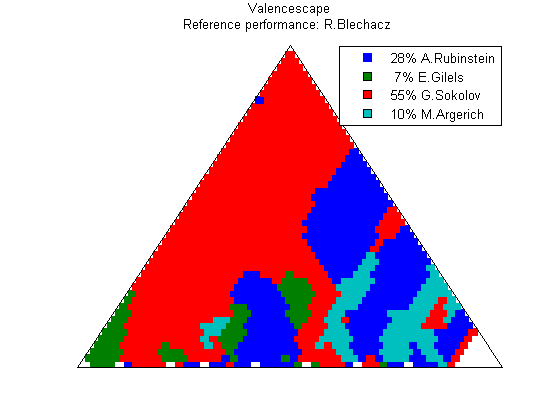 Valencescape
Reference performance: R.Blechacz
28% A.Rubinstein
7% E.Gilels
55% G.Sokolov
10% M.Argerich